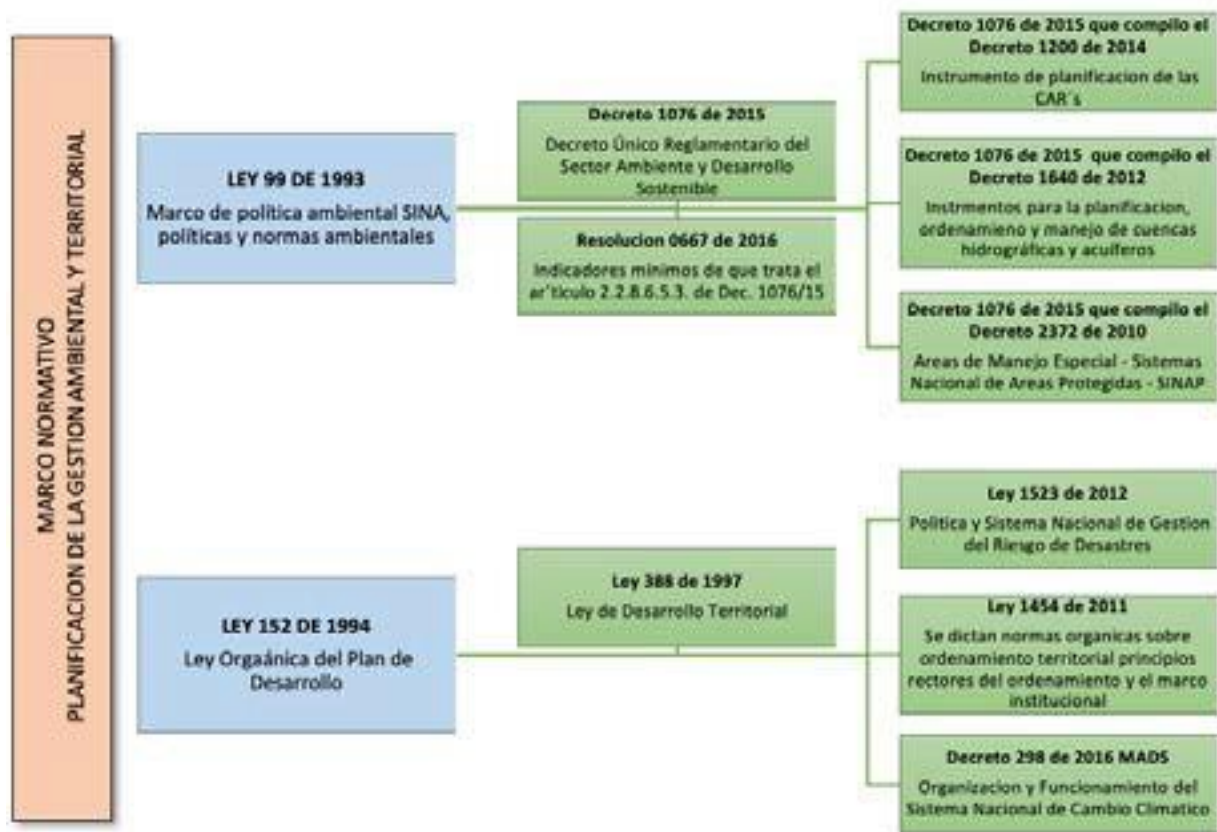 MARCO NORMATIVO
PLANIFICACION DE LA GESTION AMBIENTAL Y TERRITORIAL
LEY 99 DE 1993
Marco de política ambiental SINA,
políticas y normas ambientales
Decreto 1076 de 2015
Decreto Único Reglamentario del
Sector Ambiente y Desarrollo
Sostenible
Resolucion 0667 de 2016
Indicadores mínimos de que trata el
ar´tículo 2.2.8.6.5.3. de Dec. 1076/15
Decreto 1076 de 2015 que compilo el
Decreto 1200 de 2014
Instrumento de planificacion de las
CAR´s
Decreto 1076 de 2015 que compilo el
Decreto 1640 de 2012
Instrmentos para la planificacion,
ordenamieno y manejo de cuencas
hidrográficas y acuíferos
Decreto 1076 de 2015 que compilo el
Decreto 2372 de 2010
Areas de Manejo Especial - Sistemas
Nacional de Areas Protegidas - SINAP
LEY 152 DE 1994
Ley Orgaánica del Plan de
Desarrollo
Ley 388 de 1997
Ley de Desarrollo Territorial
Ley 1523 de 2012
Politica y Sistema Nacional de Gestion
del Riesgo de Desastres
Ley 1454 de 2011
Se dictan normas organicas sobre
ordenamiento territorial principios
rectores del ordenamiento y el marco
institucional
Decreto 298 de 2016 MADS
Organizacion y Funcionamiento del
Sistema Nacional de Cambio Climatico